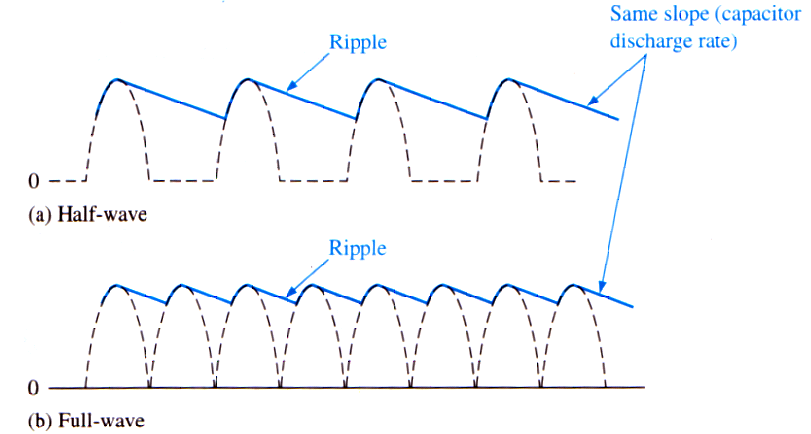 Same slope (capacitor
discharge rate)
Ripple
0
(a) Half-wave
Ripple
0
(b) Full-wave